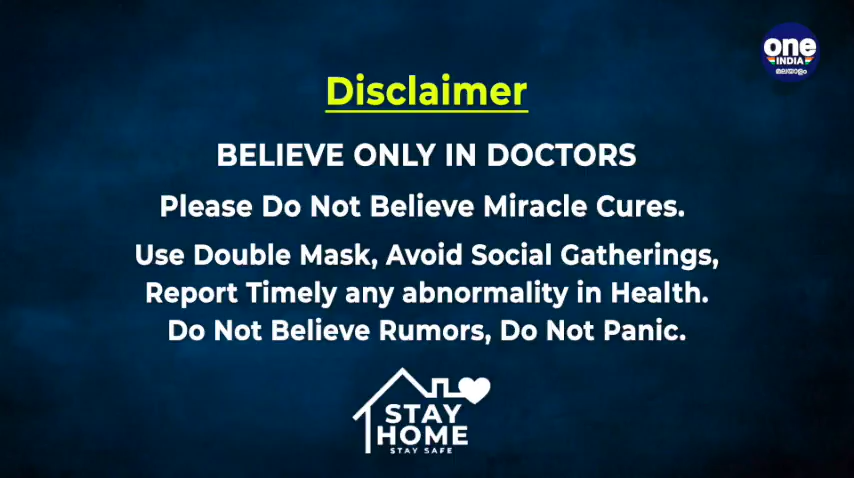 one
INDIA
മലയാളം
Disclaimer
BELIEVE ONLY IN DOCTORS
Please Do Not Believe Miracle Cures.
Use Double Mask, Avoid Social Gatherings,
Report Timely any abnormality in Health.
Do Not Believe Rumors, Do Not Panic.
STAY
HOME
STAY SAFE